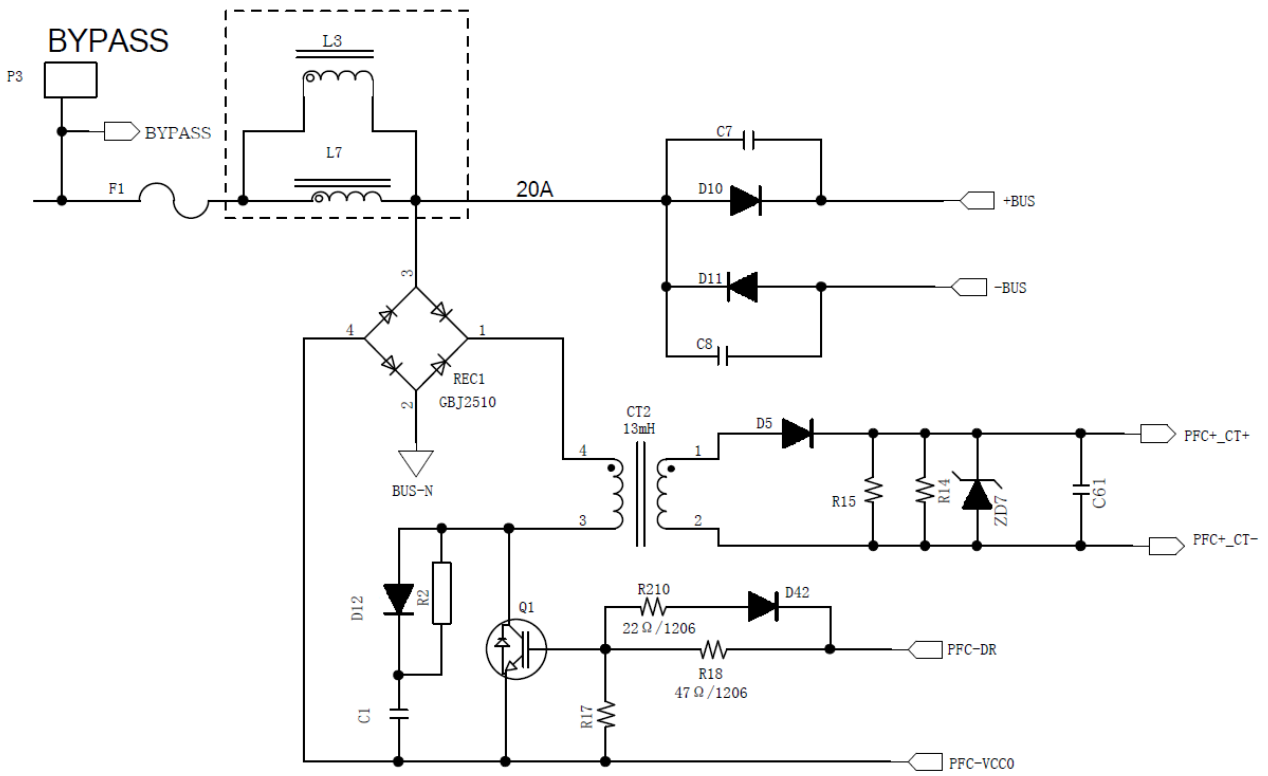 BYPASS
L3
P3
BYPASS
L7
F1
20A
C7
D10
+BUS
D11
-BUS
C8
3
4
1
REC1
GBJ2510
2
BUS-N
CT2
13mH
4
1
3
2
D5
PFC+_CT+
R15
R14
ZD7
C61
PFC+_CT-
D12
R2
Q1
R210
22Ω/1206
D42
R18
47Ω/1206
PFC-DR
C1
R17
PFC-VCC0